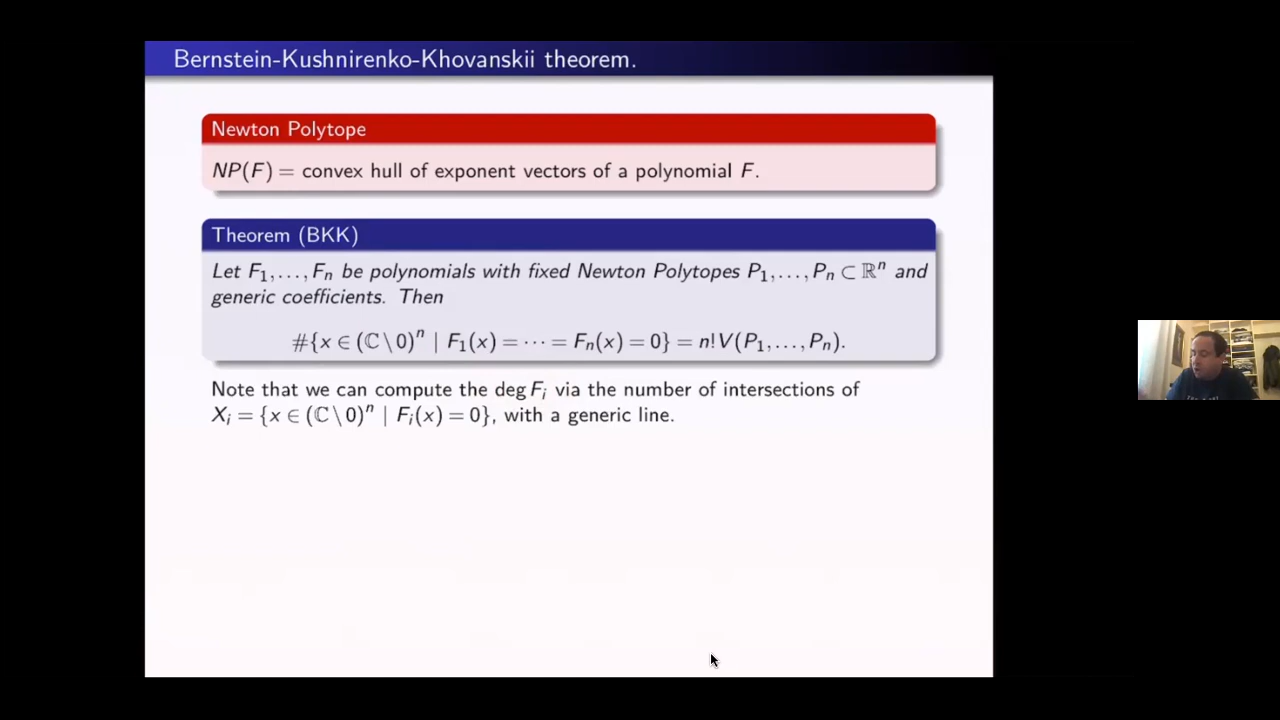 Bernstein-Kushnirenko-Khovanskii theorem.
Newton Polytope
NP(F) = convex hull of exponent vectors of a polynomial F.
Theorem (BKK)
Let F₁, . . . , Fₙ be polynomials with fixed Newton Polytopes P₁, . . . , Pₙ ⊂ ℝⁿ and
generic coefficients. Then
#{x ∈ (ℂ \ 0)ⁿ | F₁(x) = · · · = Fₙ(x) = 0} = n!V(P₁, . . . , Pₙ).
Note that we can compute the deg Fᵢ via the number of intersections of
Xᵢ = {x ∈ (ℂ \ 0)ⁿ | Fᵢ(x) = 0}, with a generic line.